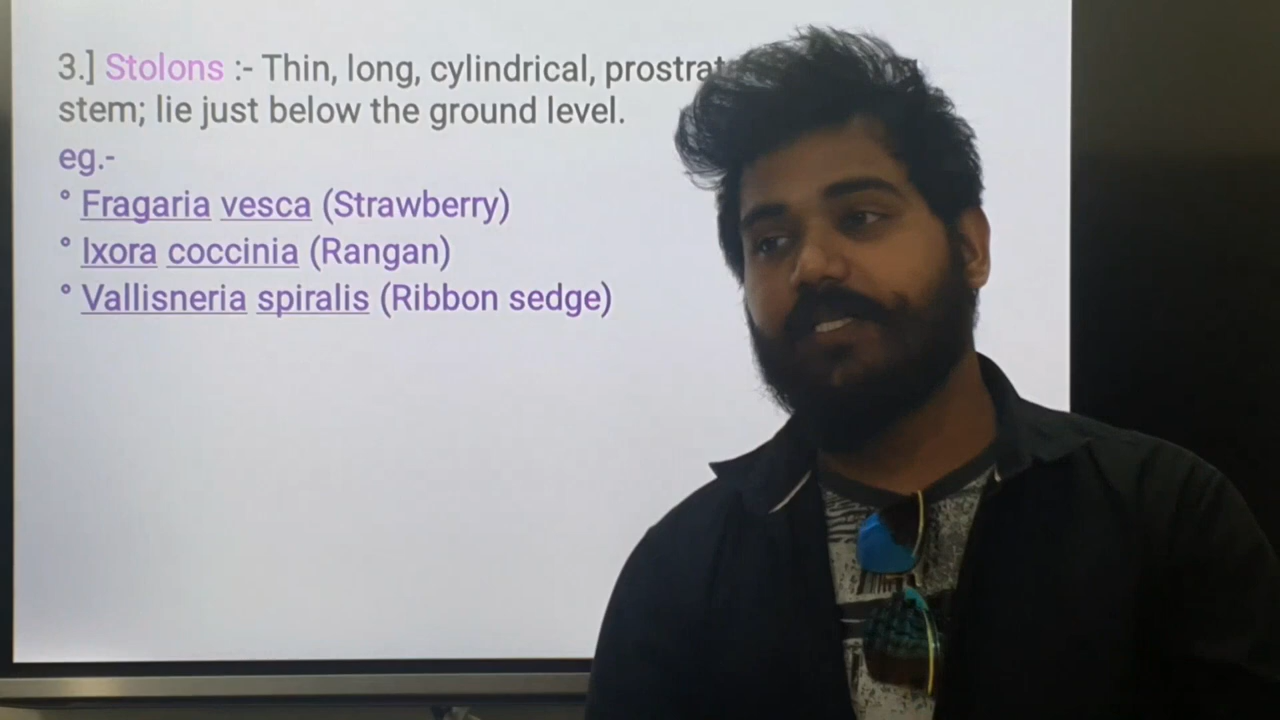 3.] Stolons :- Thin, long, cylindrical,
stem; lie just below the ground level.
eg.-
° Fragaria vesca (Strawberry)
° Ixora coccinia (Rangan)
° Vallisneria spiralis (Ribbon sedge)